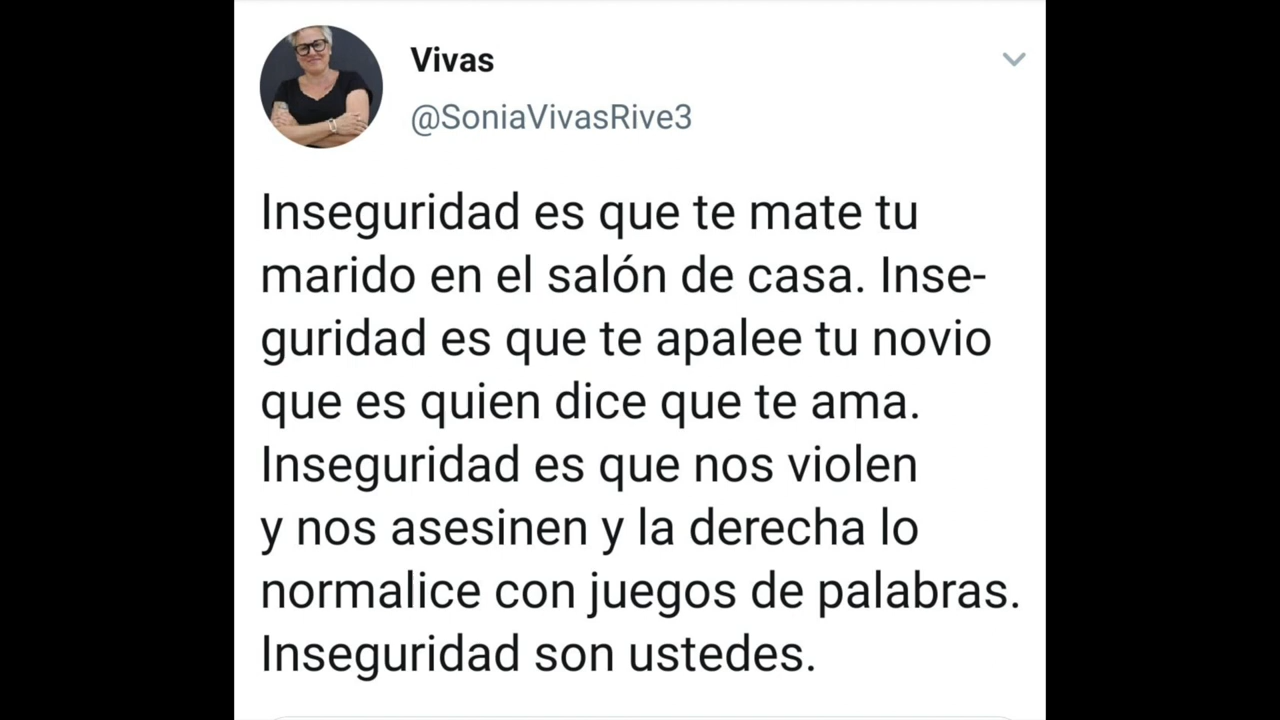 Vivas
@SoniaVivasRive3
Inseguridad es que te mate tu
marido en el salón de casa. Inse-
guridad es que te apalee tu novio
que es quien dice que te ama.
Inseguridad es que nos violen
y nos asesinen y la derecha lo
normalice con juegos de palabras.
Inseguridad son ustedes.